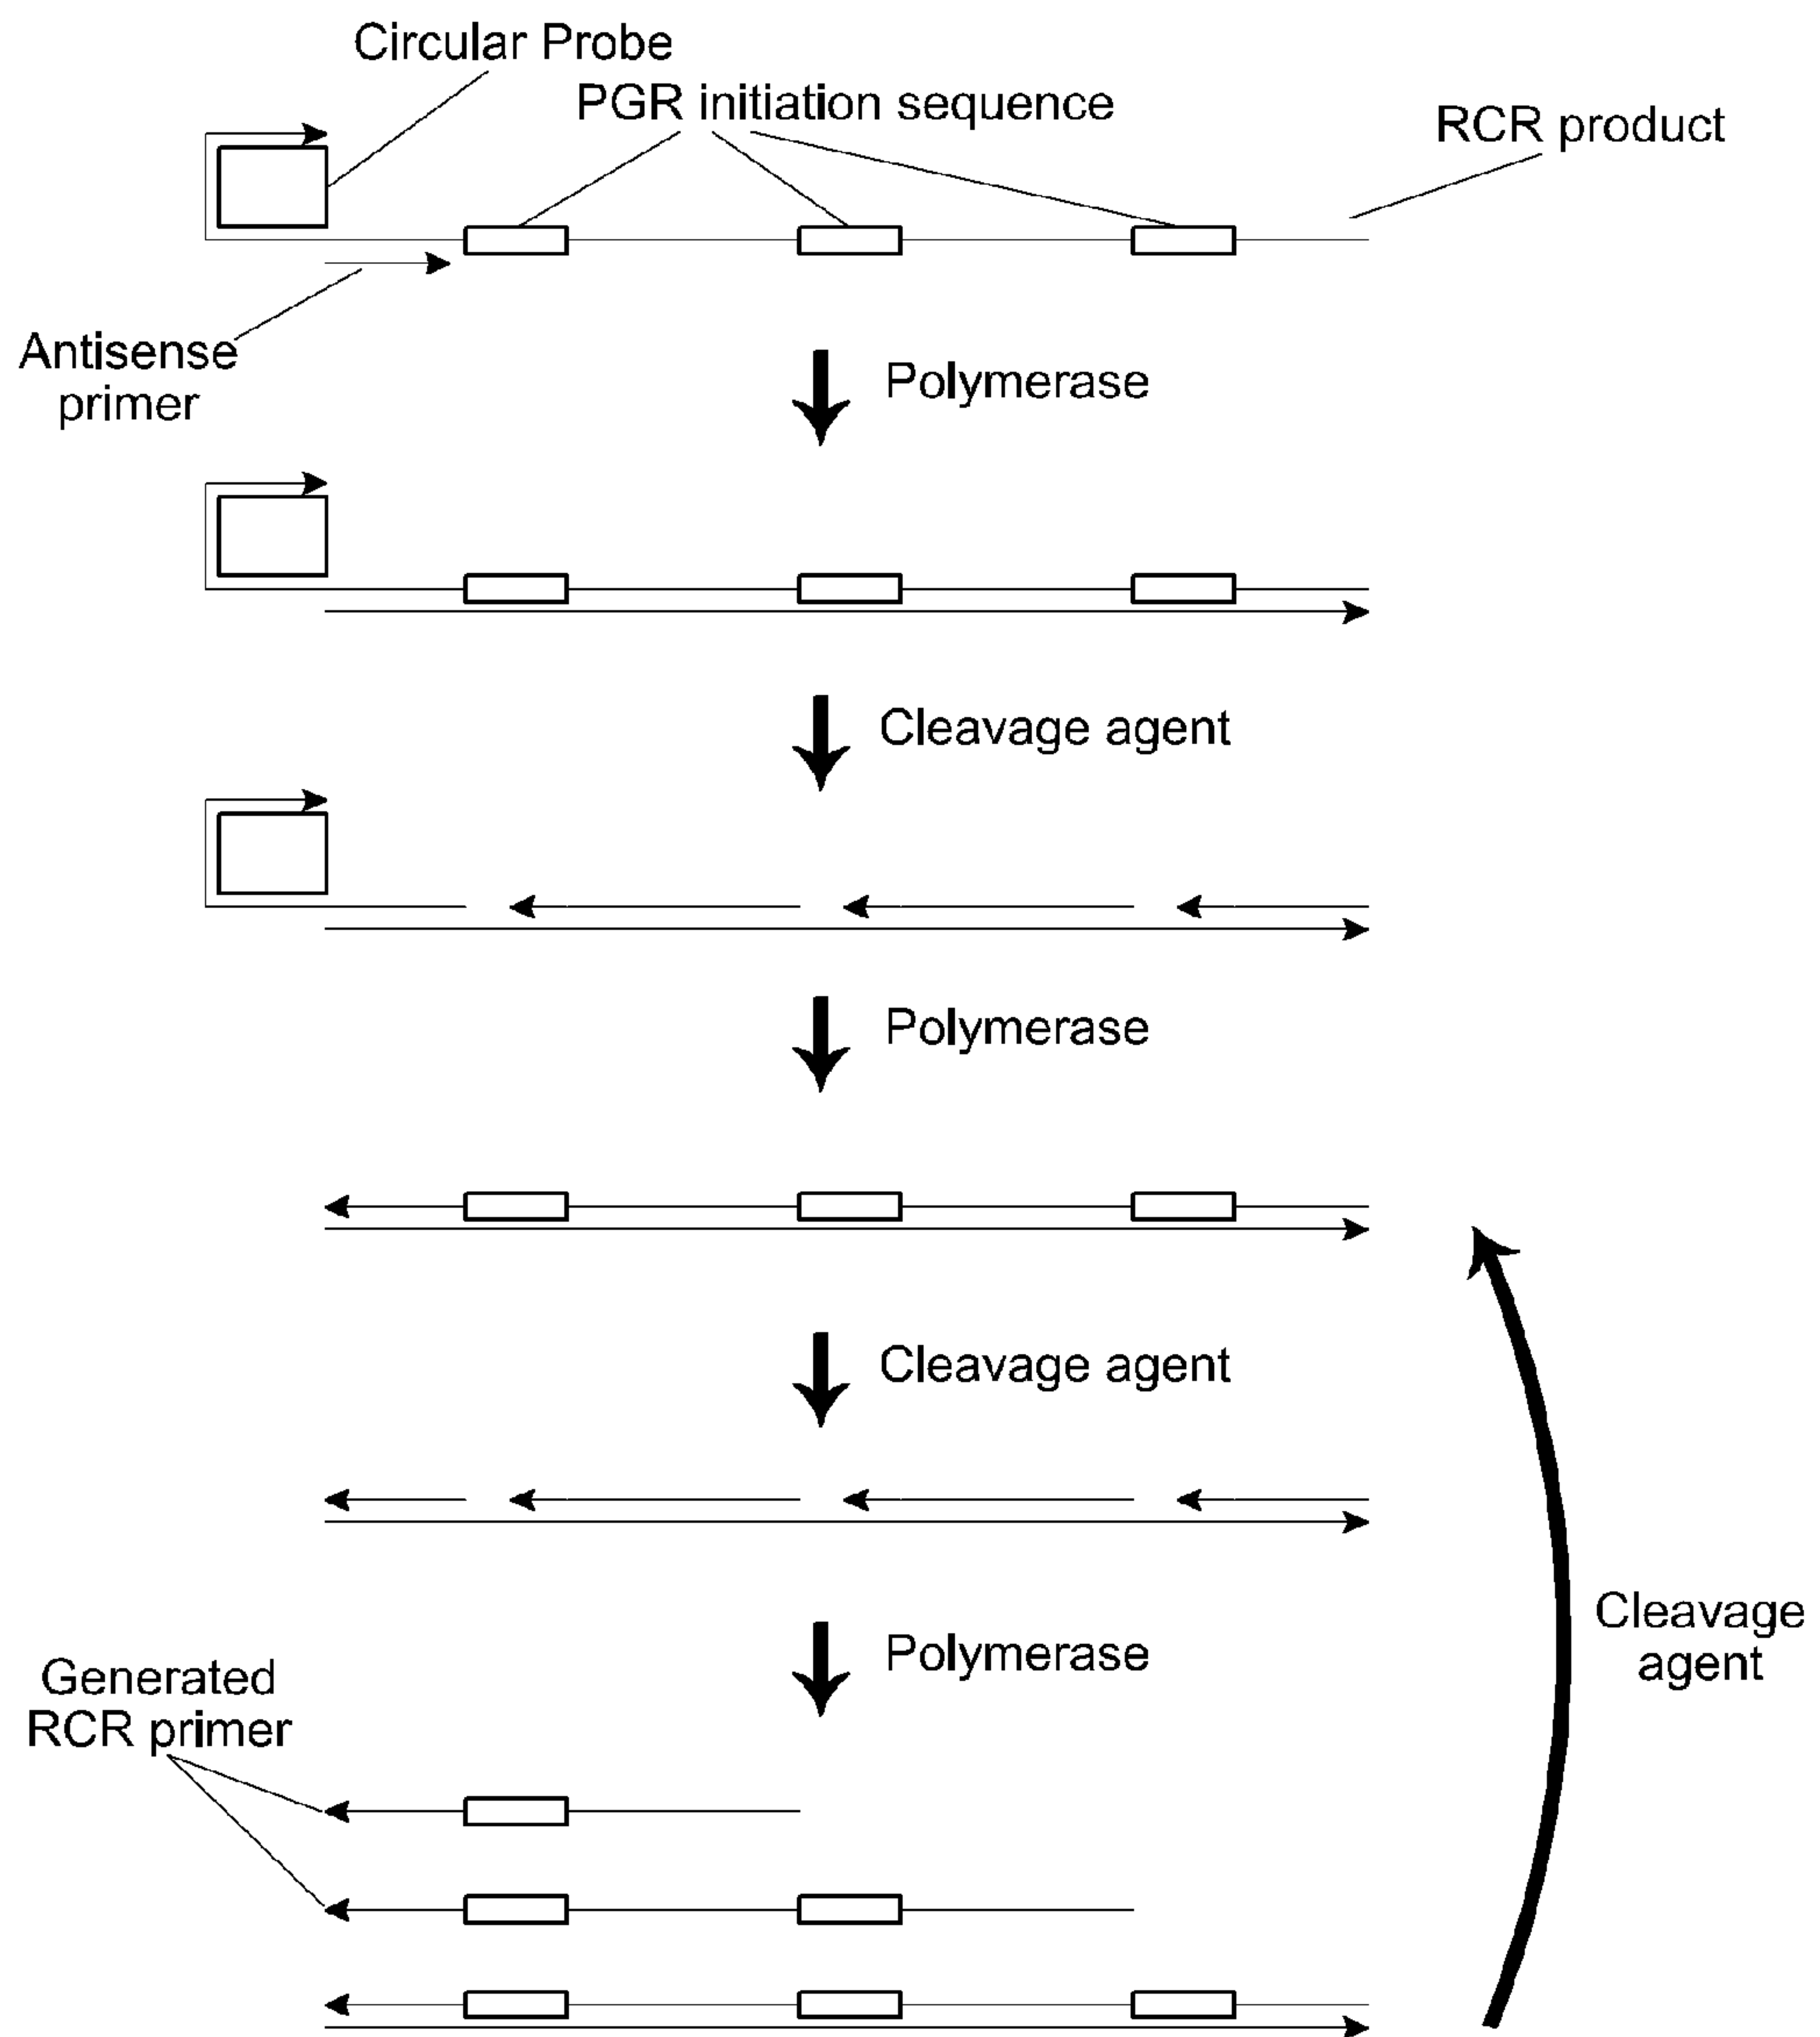 Circular Probe
PGR initiation sequence
RCR product
Antisense
primer
Polymerase
Cleavage agent
Polymerase
Cleavage agent
Polymerase
Cleavage
agent
Generated
RCR primer